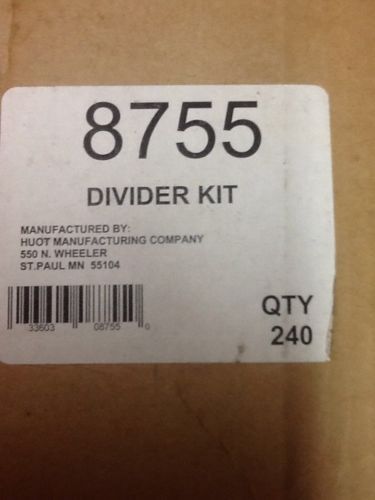 8755
DIVIDER KIT
MANUFACTURED BY:
HUOT MANUFACTURING COMPANY
550 N. WHEELER
ST.PAUL MN 55104
33603 08755 0
QTY
240